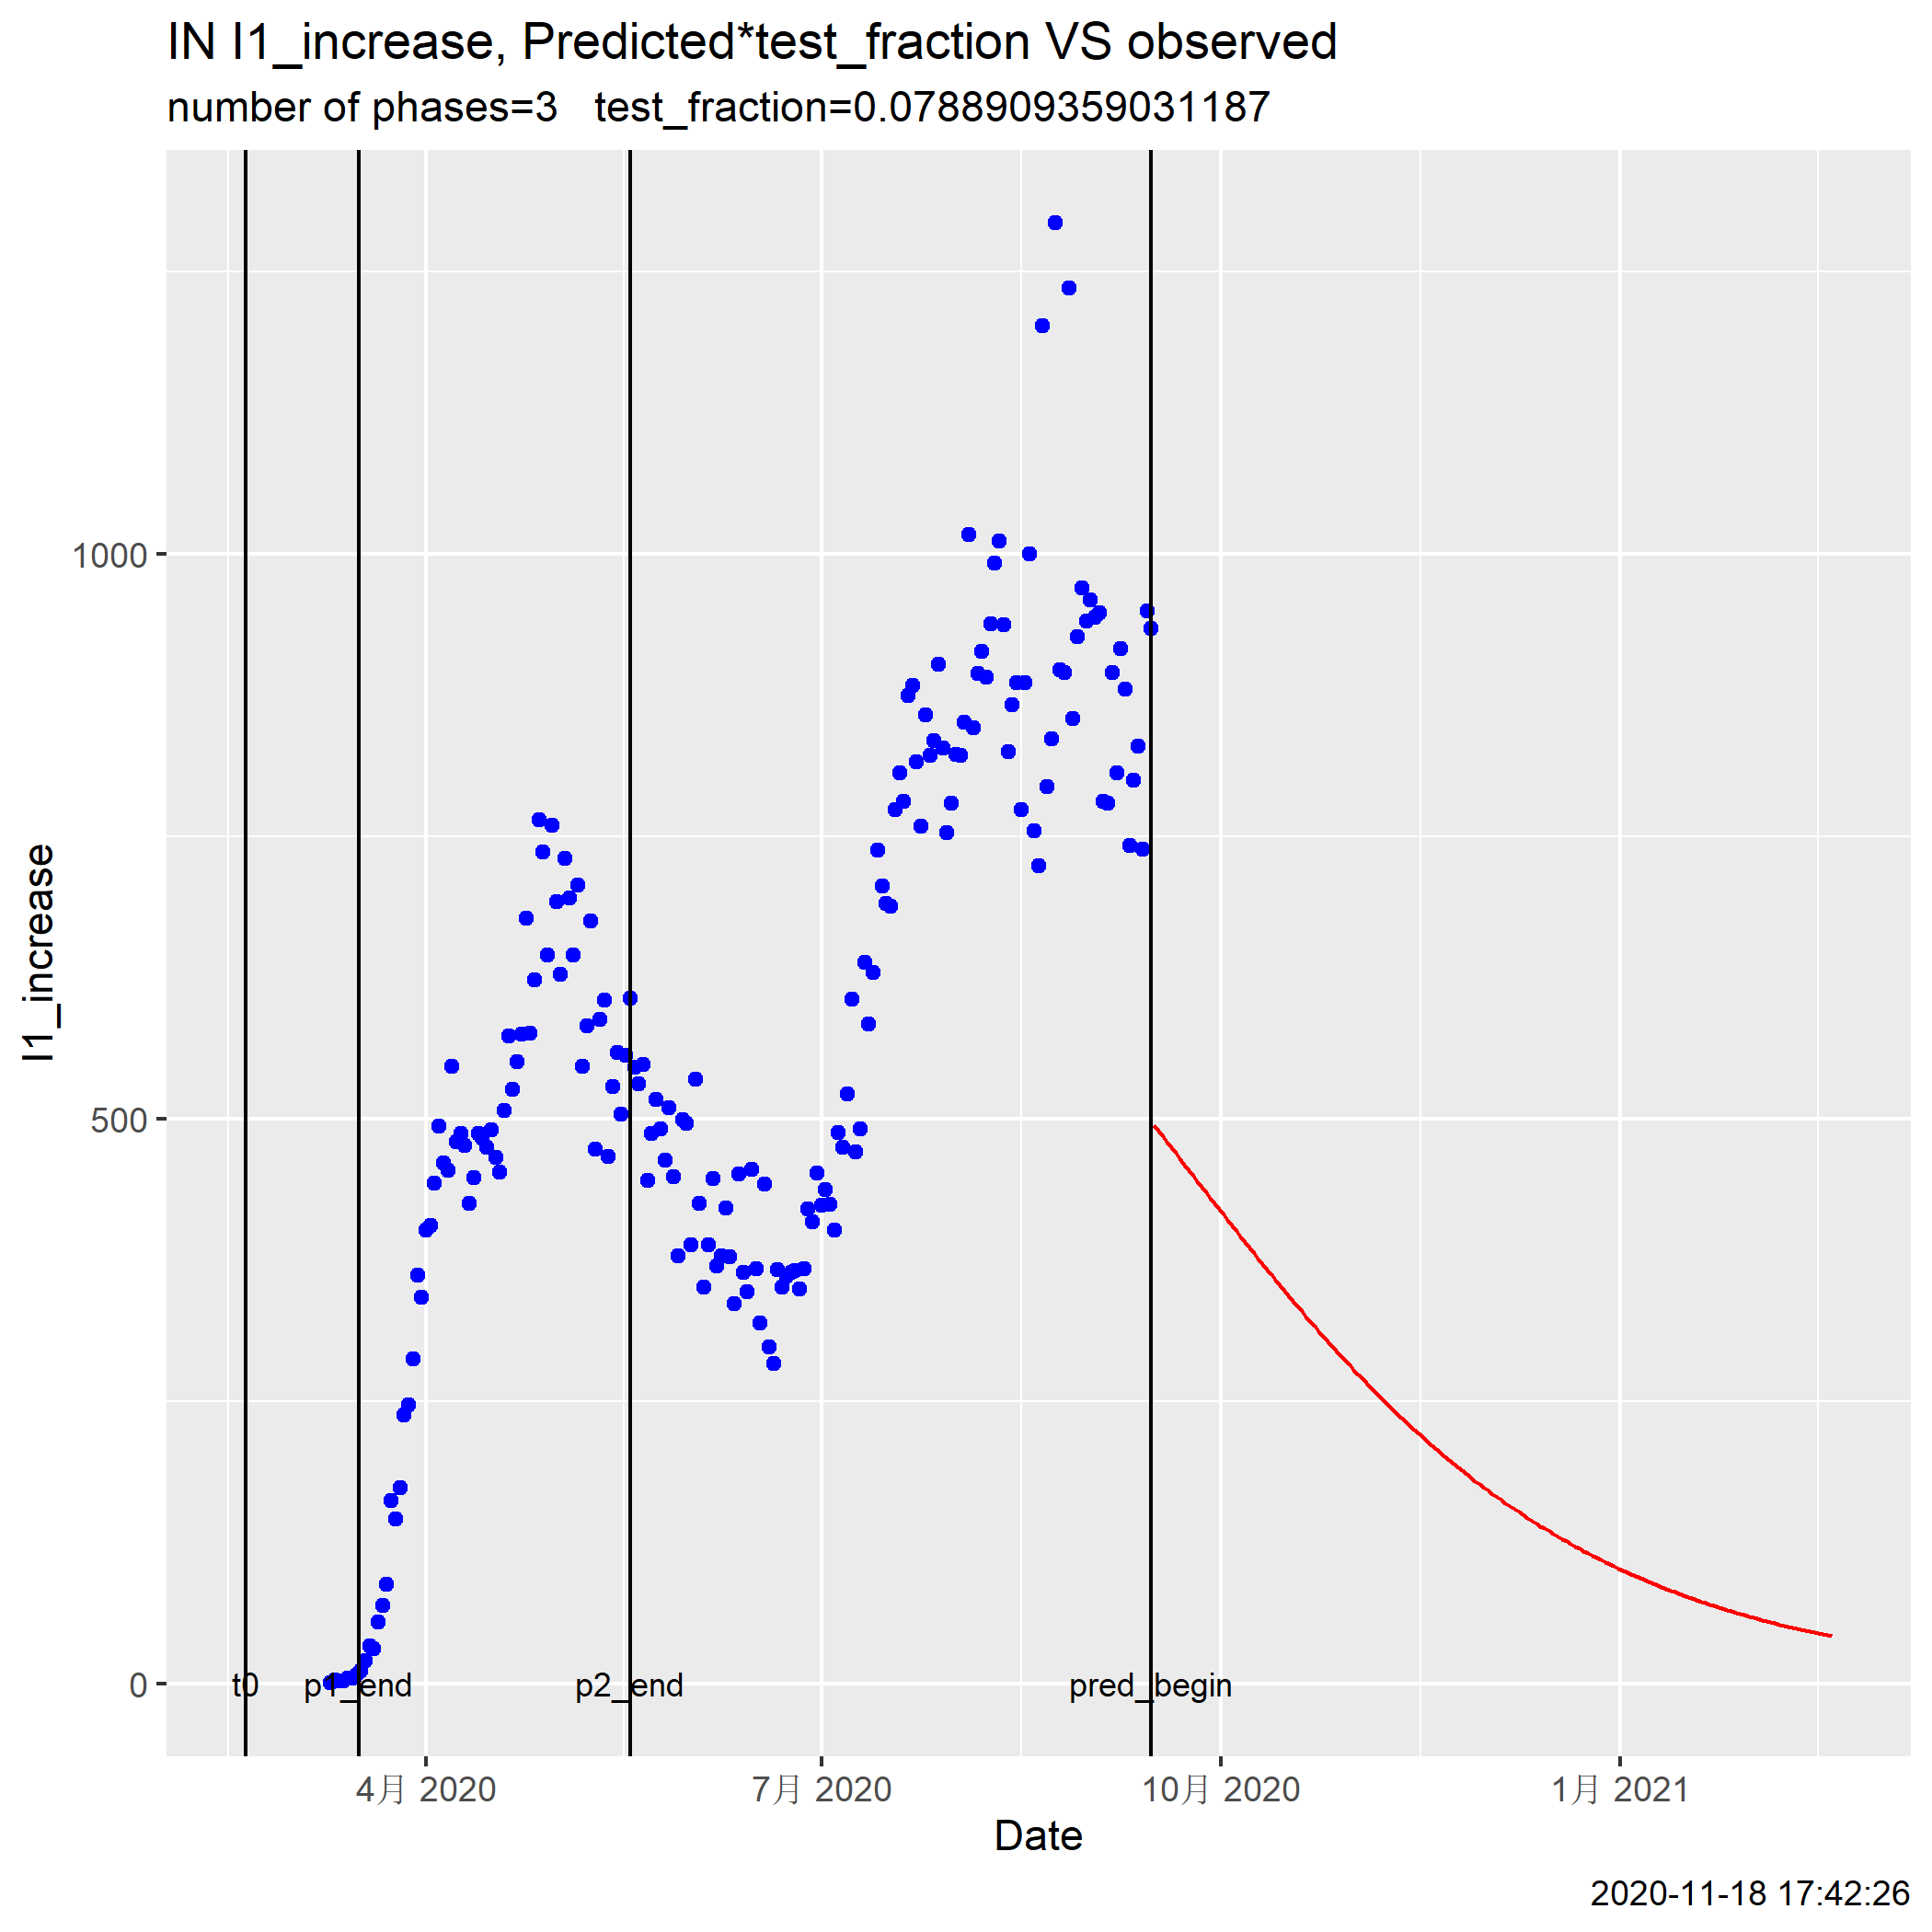 IN I1_increase, Predicted*test_fraction VS observed
number of phases=3 test_fraction=0.0788909359031187
I1_increase
1000
500
0
t0 p1_end p2_end pred_begin
4月 2020 7月 2020 10月 2020 1月 2021
Date
2020-11-18 17:42:26